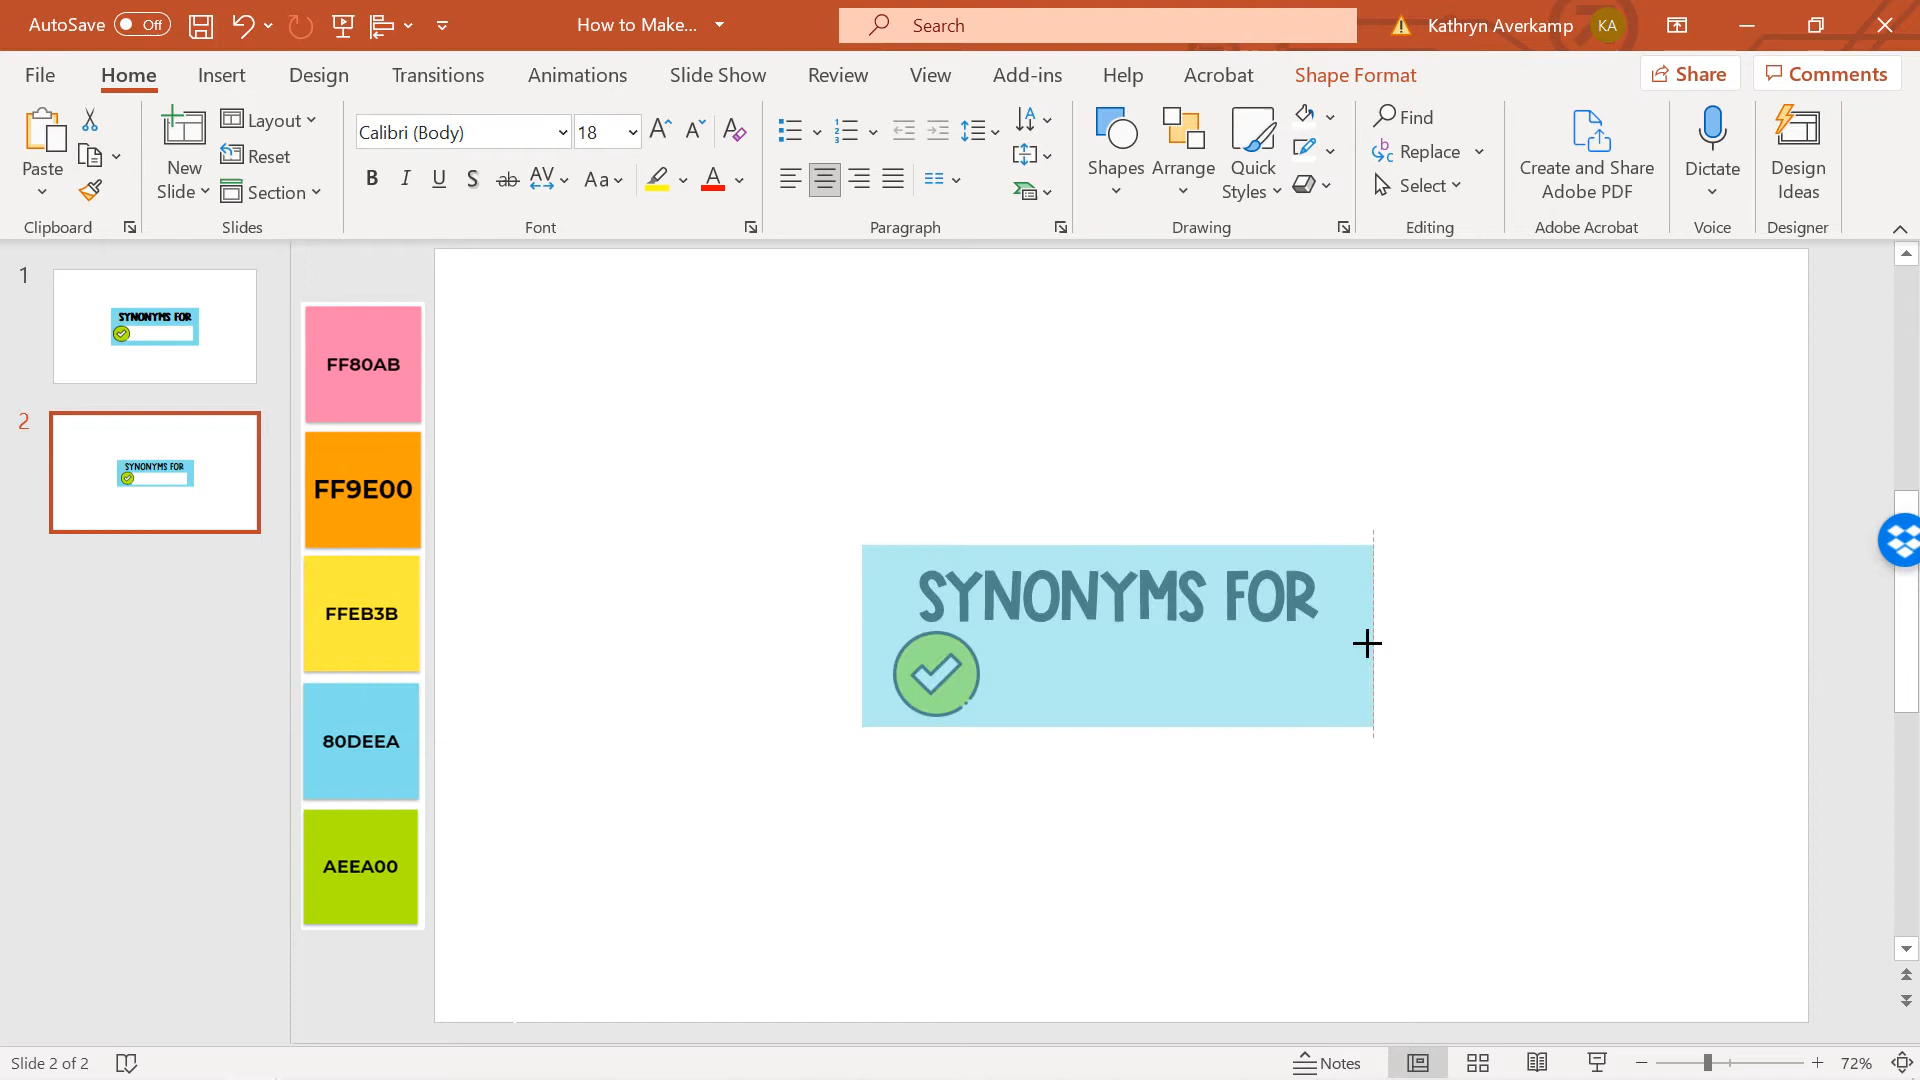 AutoSave Off How to Make... Search Kathryn Averkamp KA
File Home Insert Design Transitions Animations Slide Show Review View Add-ins Help Acrobat Shape Format Share Comments
Paste
Clipboard
New Slide
Layout
Reset
Section
Slides
Calibri (Body) 18
Font
Paragraph
Shapes Arrange Quick Styles
Drawing
Find
Replace
Select
Editing
Create and Share Adobe PDF
Adobe Acrobat
Dictate
Voice
Design Ideas
Designer
1
SYNONYMS FOR
2
SYNONYMS FOR
FF80AB
FF9E00
FFEB3B
80DEEA
AEEA00
SYNONYMS FOR
Slide 2 of 2 Notes 72%